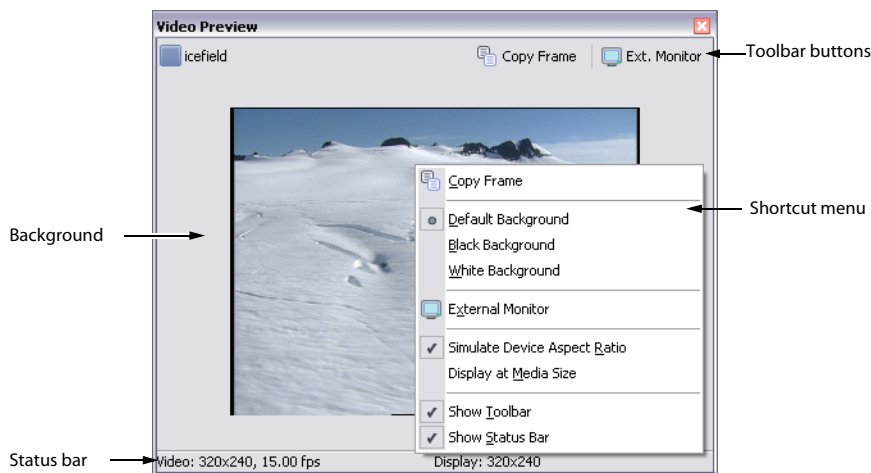 Video Preview
icefield
Copy Frame
Ext. Monitor
Toolbar buttons
Copy Frame
Default Background
Black Background
White Background
External Monitor
Simulate Device Aspect Ratio
Display at Media Size
Show Toolbar
Show Status Bar
Shortcut menu
Background
Status bar
Video: 320x240, 15.00 fps
Display: 320x240